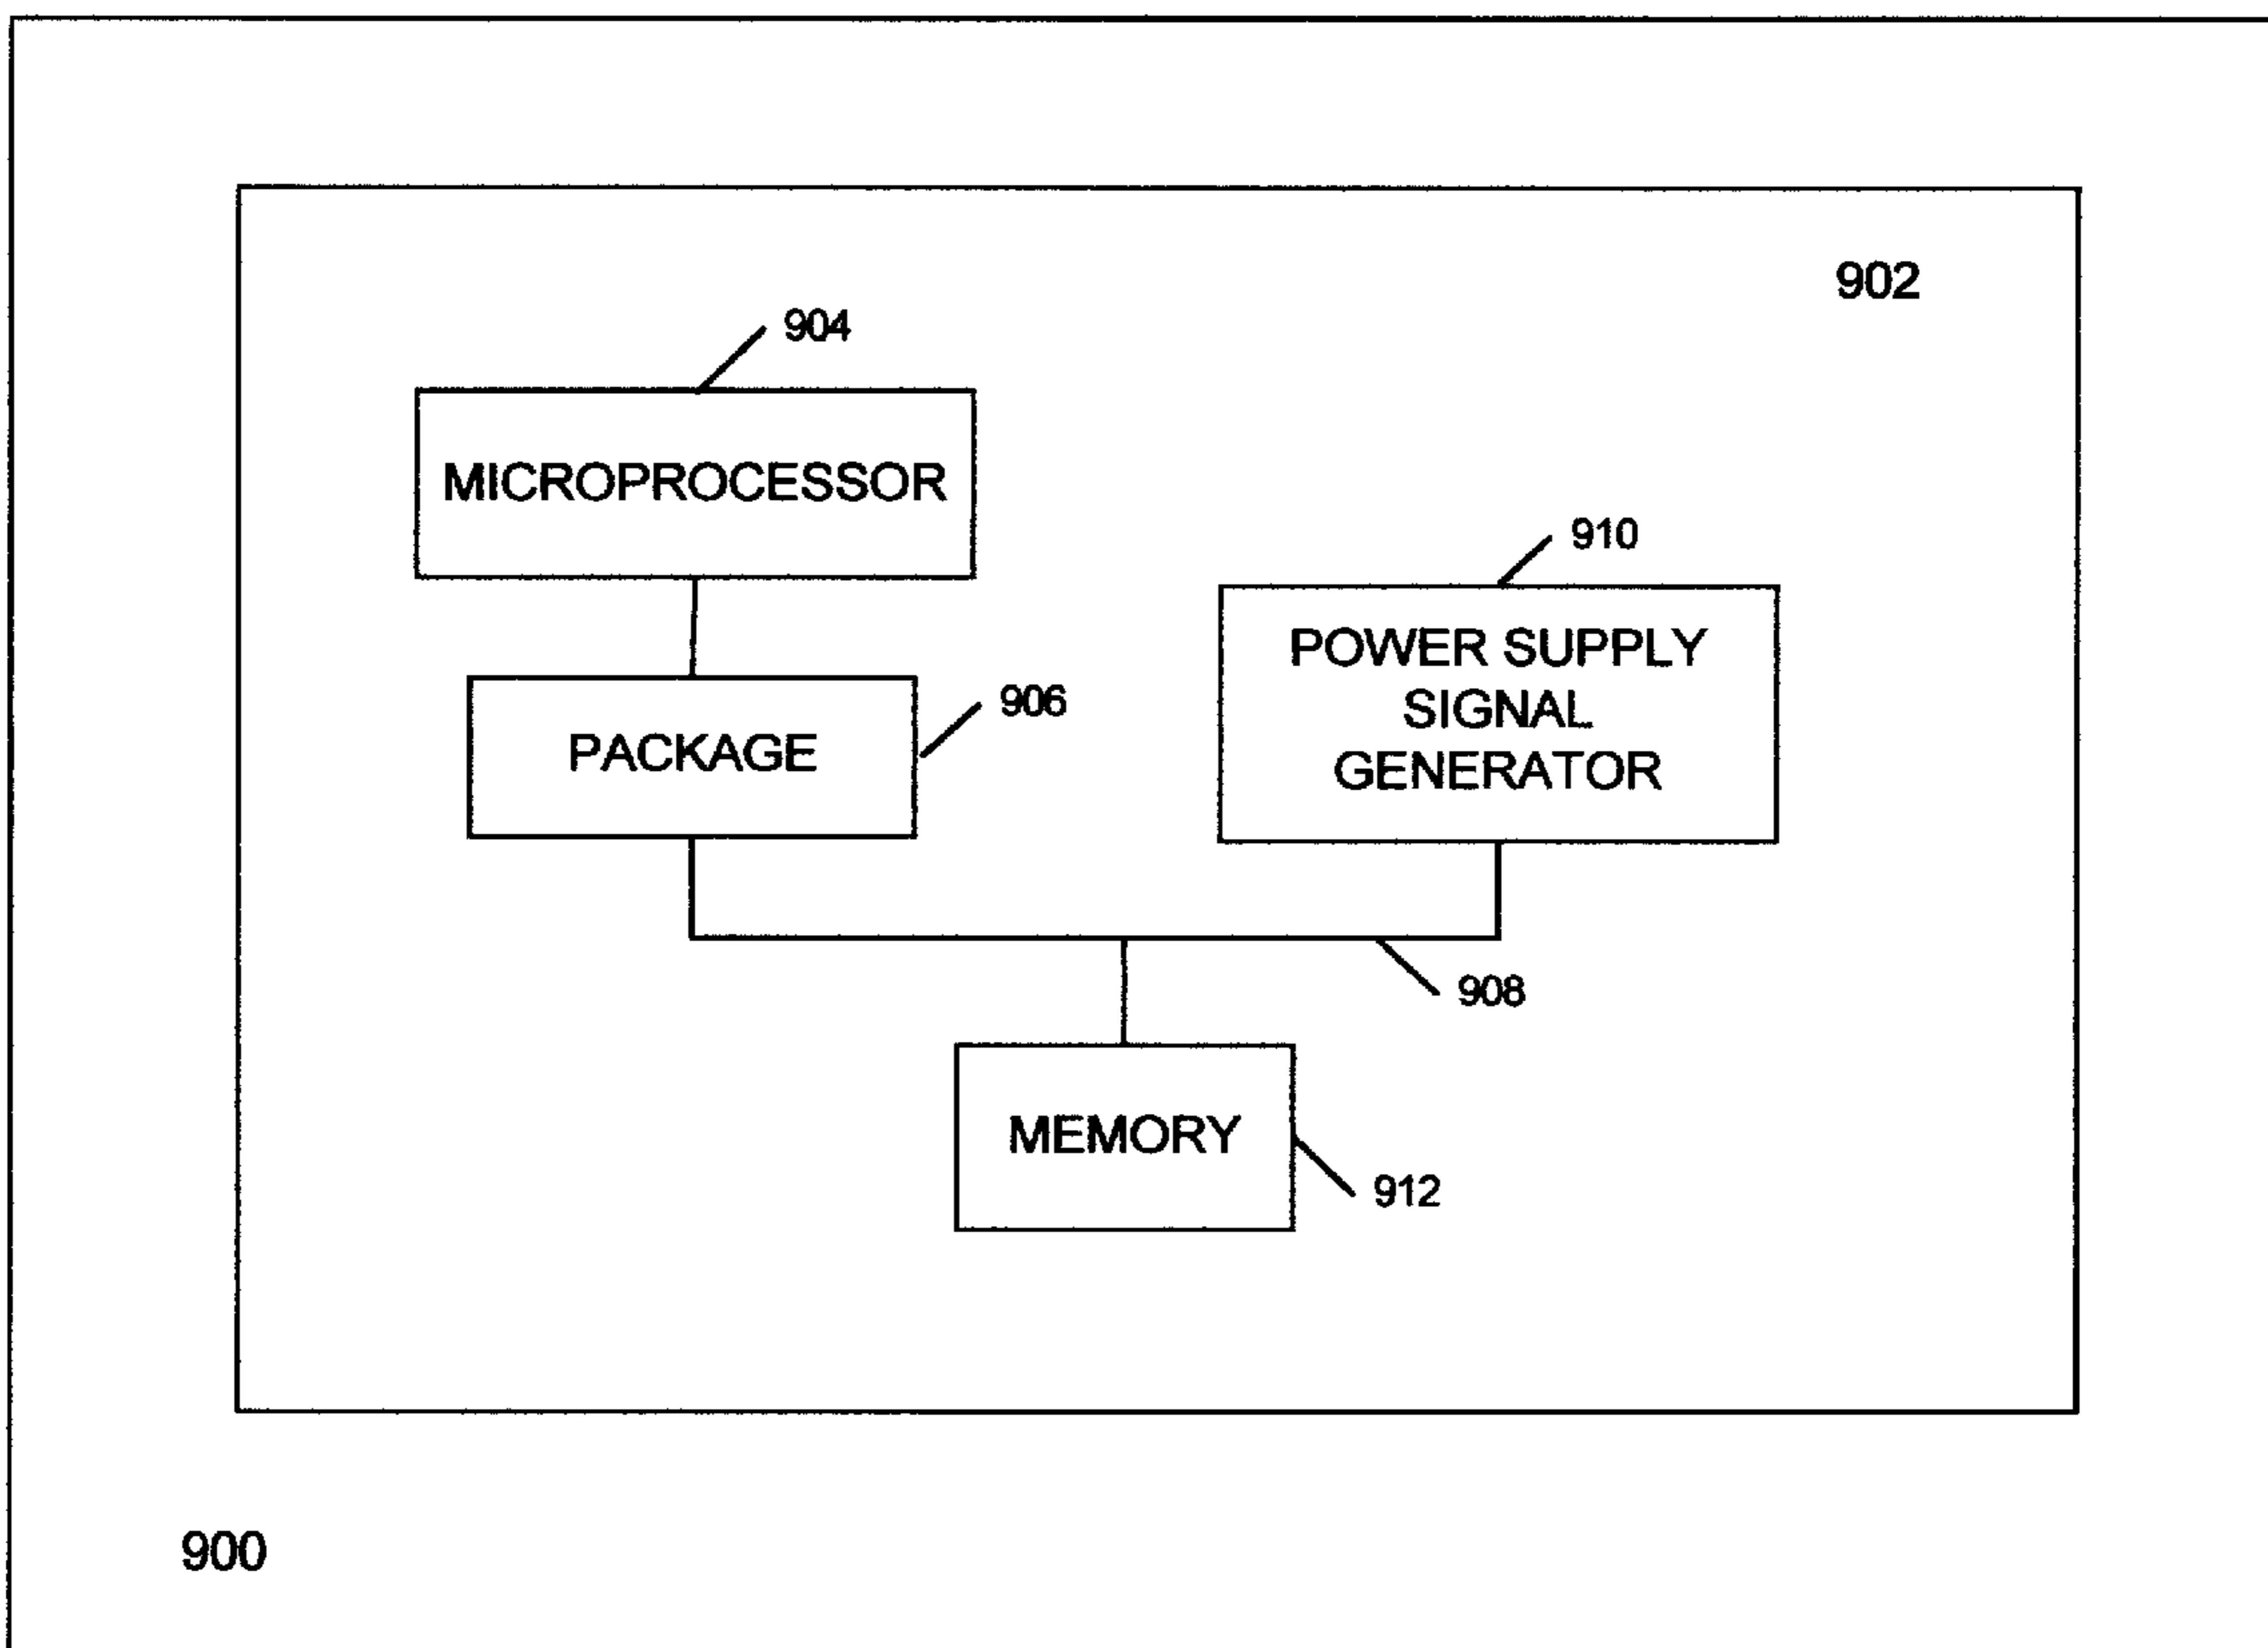 902
904
MICROPROCESSOR
910
POWER SUPPLY
SIGNAL
GENERATOR
906
PACKAGE
908
MEMORY
912
900